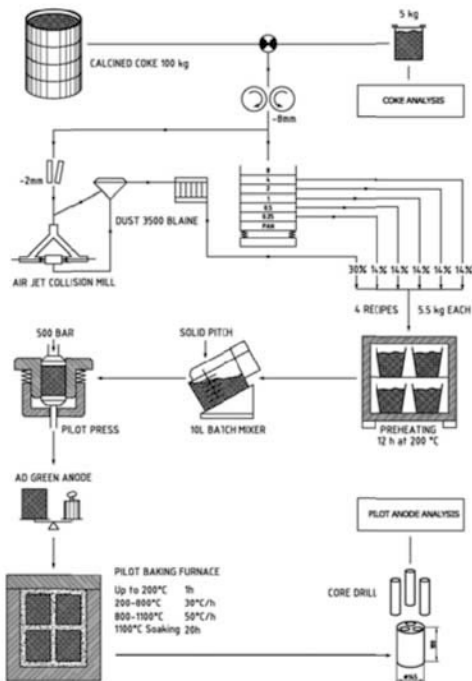 5 kg
CALCINED COKE 100 kg
COKE ANALYSIS
~8mm
~2mm
8
4
2
1
0.5
0.25
PAN
DUST 3500 BLAINE
AIR JET COLLISION MILL
30% 14% 14% 14% 14% 14%
4 RECIPES 5.5 kg EACH
500 BAR
SOLID PITCH
PILOT PRESS
10L BATCH MIXER
PREHEATING
12 h at 200 °C
AD GREEN ANODE
PILOT ANODE ANALYSIS
PILOT BAKING FURNACE
Up to 200°C 1h
200-800°C 30°C/h
800-1100°C 50°C/h
1100°C Soaking 20h
CORE DRILL